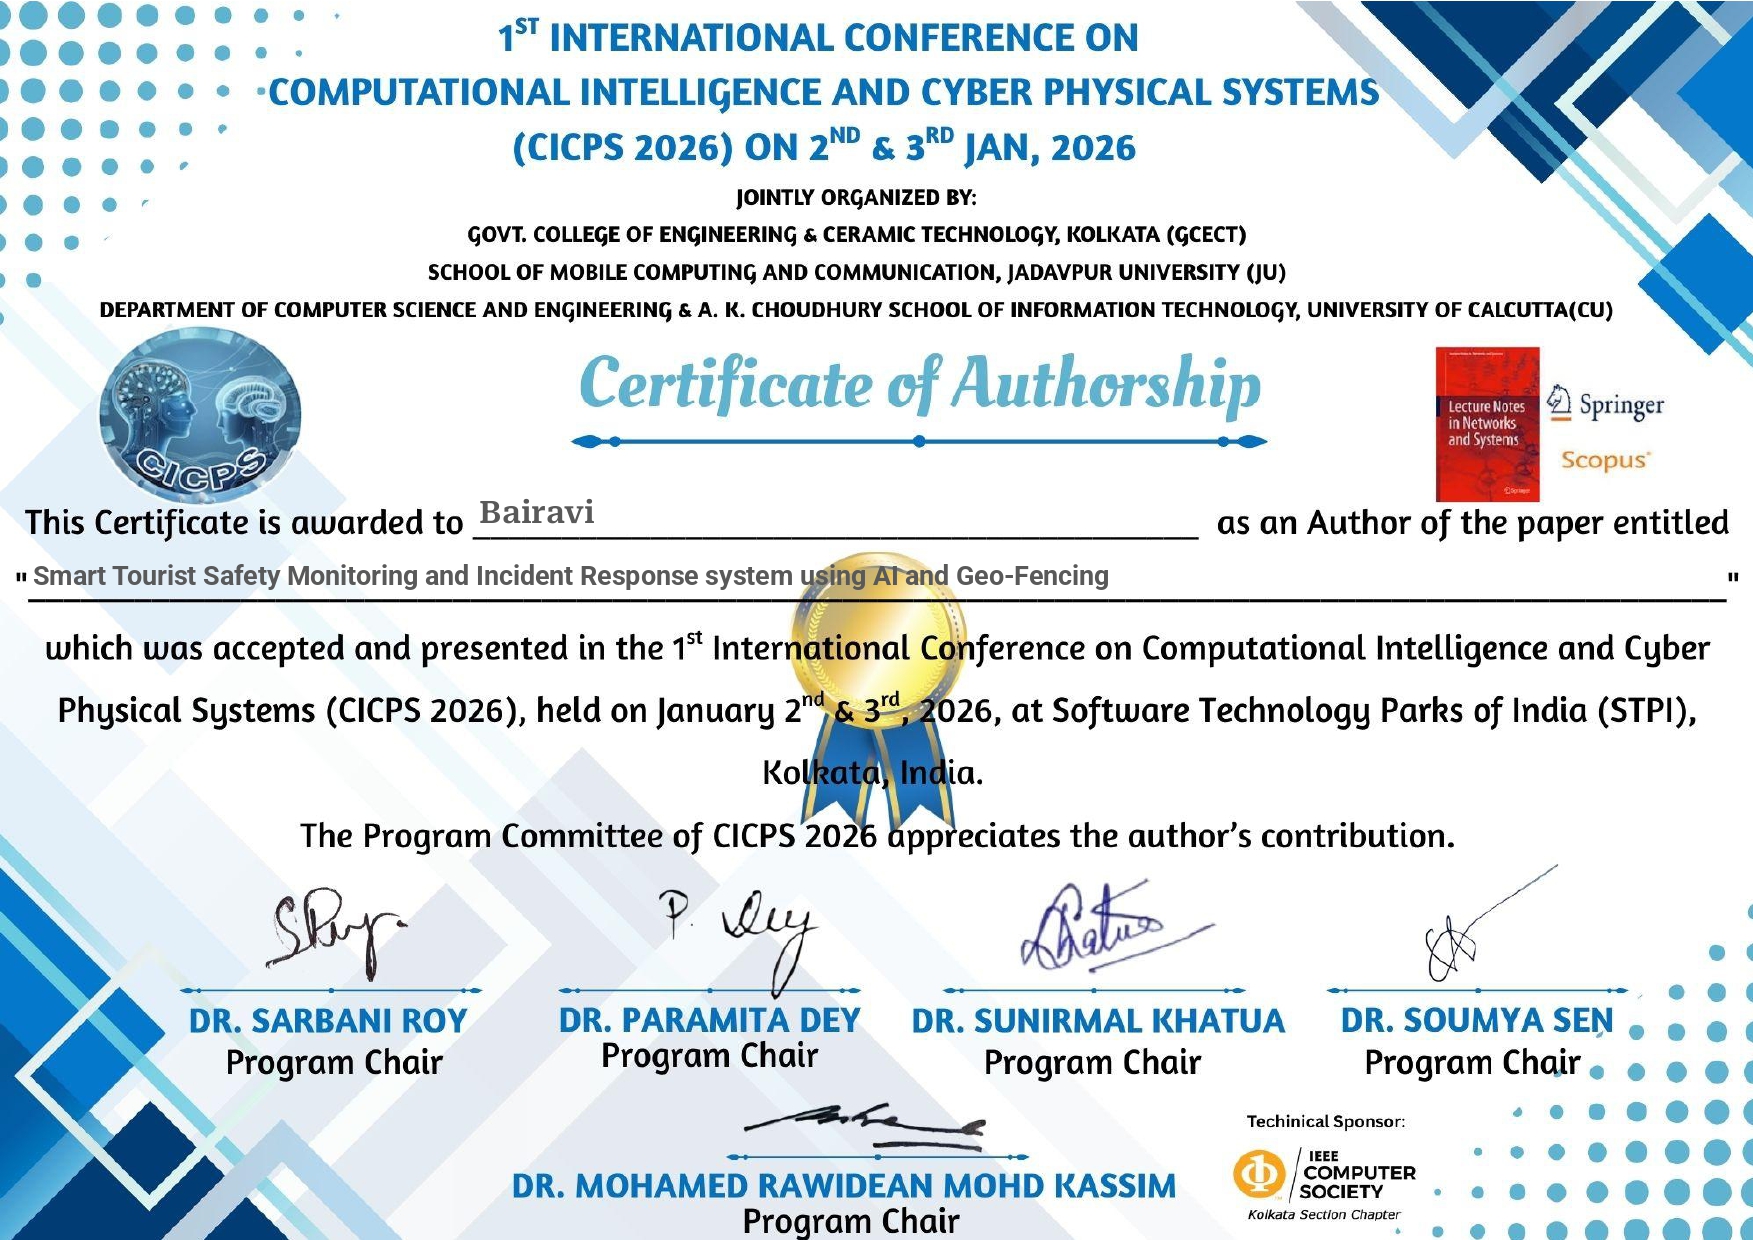 1ST INTERNATIONAL CONFERENCE ON
COMPUTATIONAL INTELLIGENCE AND CYBER PHYSICAL SYSTEMS
(CICPS 2026) ON 2ND & 3RD JAN, 2026
JOINTLY ORGANIZED BY:
GOVT. COLLEGE OF ENGINEERING & CERAMIC TECHNOLOGY, KOLKATA (GCECT)
SCHOOL OF MOBILE COMPUTING AND COMMUNICATION, JADAVPUR UNIVERSITY (JU)
DEPARTMENT OF COMPUTER SCIENCE AND ENGINEERING & A. K. CHOUDHURY SCHOOL OF INFORMATION TECHNOLOGY, UNIVERSITY OF CALCUTTA(CU)
CICPS
Certificate of Authorship
Lecture Notes
in Networks
and Systems
Springer
Springer
Scopus
This Certificate is awarded to Bairavi as an Author of the paper entitled
"Smart Tourist Safety Monitoring and Incident Response system using AI and Geo-Fencing"
which was accepted and presented in the 1st International Conference on Computational Intelligence and Cyber
Physical Systems (CICPS 2026), held on January 2nd & 3rd, 2026, at Software Technology Parks of India (STPI),
Kolkata, India.
The Program Committee of CICPS 2026 appreciates the author's contribution.
P. Dey
DR. SARBANI ROY
Program Chair
DR. PARAMITA DEY
Program Chair
DR. SUNIRMAL KHATUA
Program Chair
DR. SOUMYA SEN
Program Chair
DR. MOHAMED RAWIDEAN MOHD KASSIM
Program Chair
Techinical Sponsor:
IEEE
COMPUTER
SOCIETY
Kolkata Section Chapter